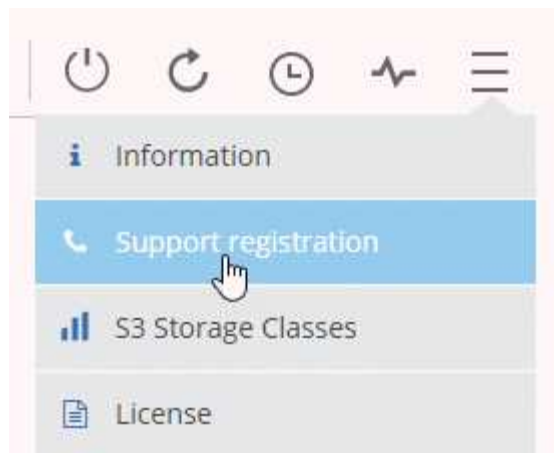 Information
Support registration
S3 Storage Classes
License